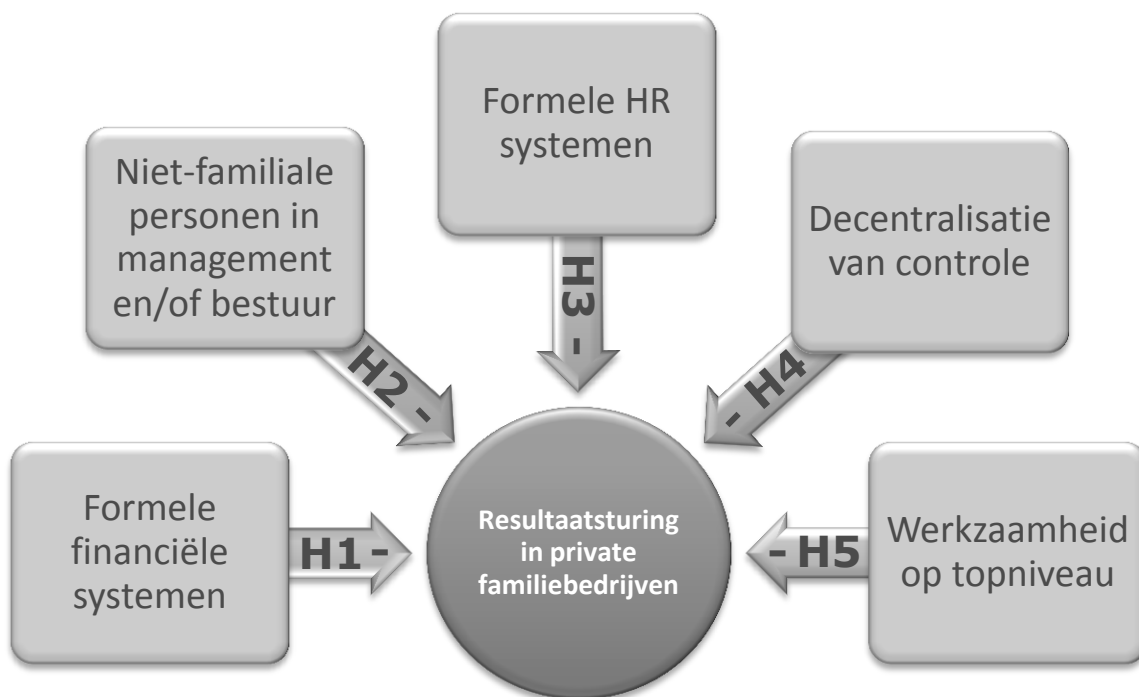 Formele HR
systemen
Niet-familiale
personen in
management
en/of bestuur
Decentralisatie
van controle
H3 -
H2 -
- H4
Formele
financiële
systemen
H1 -
Resultaatsturing
in private
familiebedrijven
- H5
Werkzaamheid
op topniveau